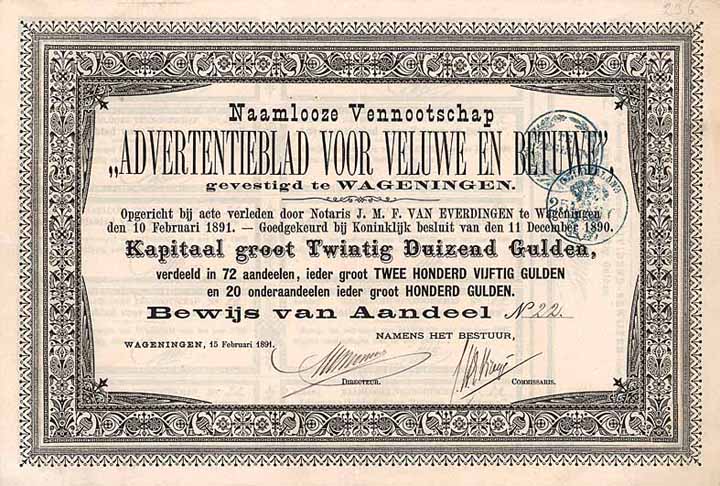 236
Naamlooze Vennootschap
„ADVERTENTIEBLAD VOOR VELUWE EN BETUWE”
gevestigd te WAGENINGEN.
Opgericht bij acte verleden door Notaris J. M. F. VAN EVERDINGEN te Wageningen
den 10 Februari 1891. — Goedgekeurd bij Koninklijk besluit van den 11 December 1890.
Kapitaal groot Twintig Duizend Gulden,
verdeeld in 72 aandeelen, ieder groot TWEE HONDERD VIJFTIG GULDEN
en 20 onderaandeelen ieder groot HONDERD GULDEN.
Bewijs van Aandeel No 22.
NAMENS HET BESTUUR,
WAGENINGEN, 15 Februari 1891.
DIRECTEUR. COMMISSARIS.